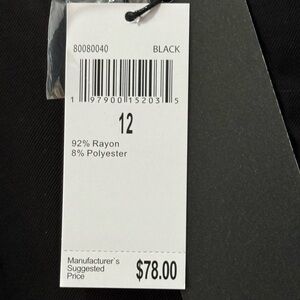 80080040 BLACK
1 97900 15203 5
12
92% Rayon
8% Polyester
Manufacturer's
Suggested
Price
$78.00